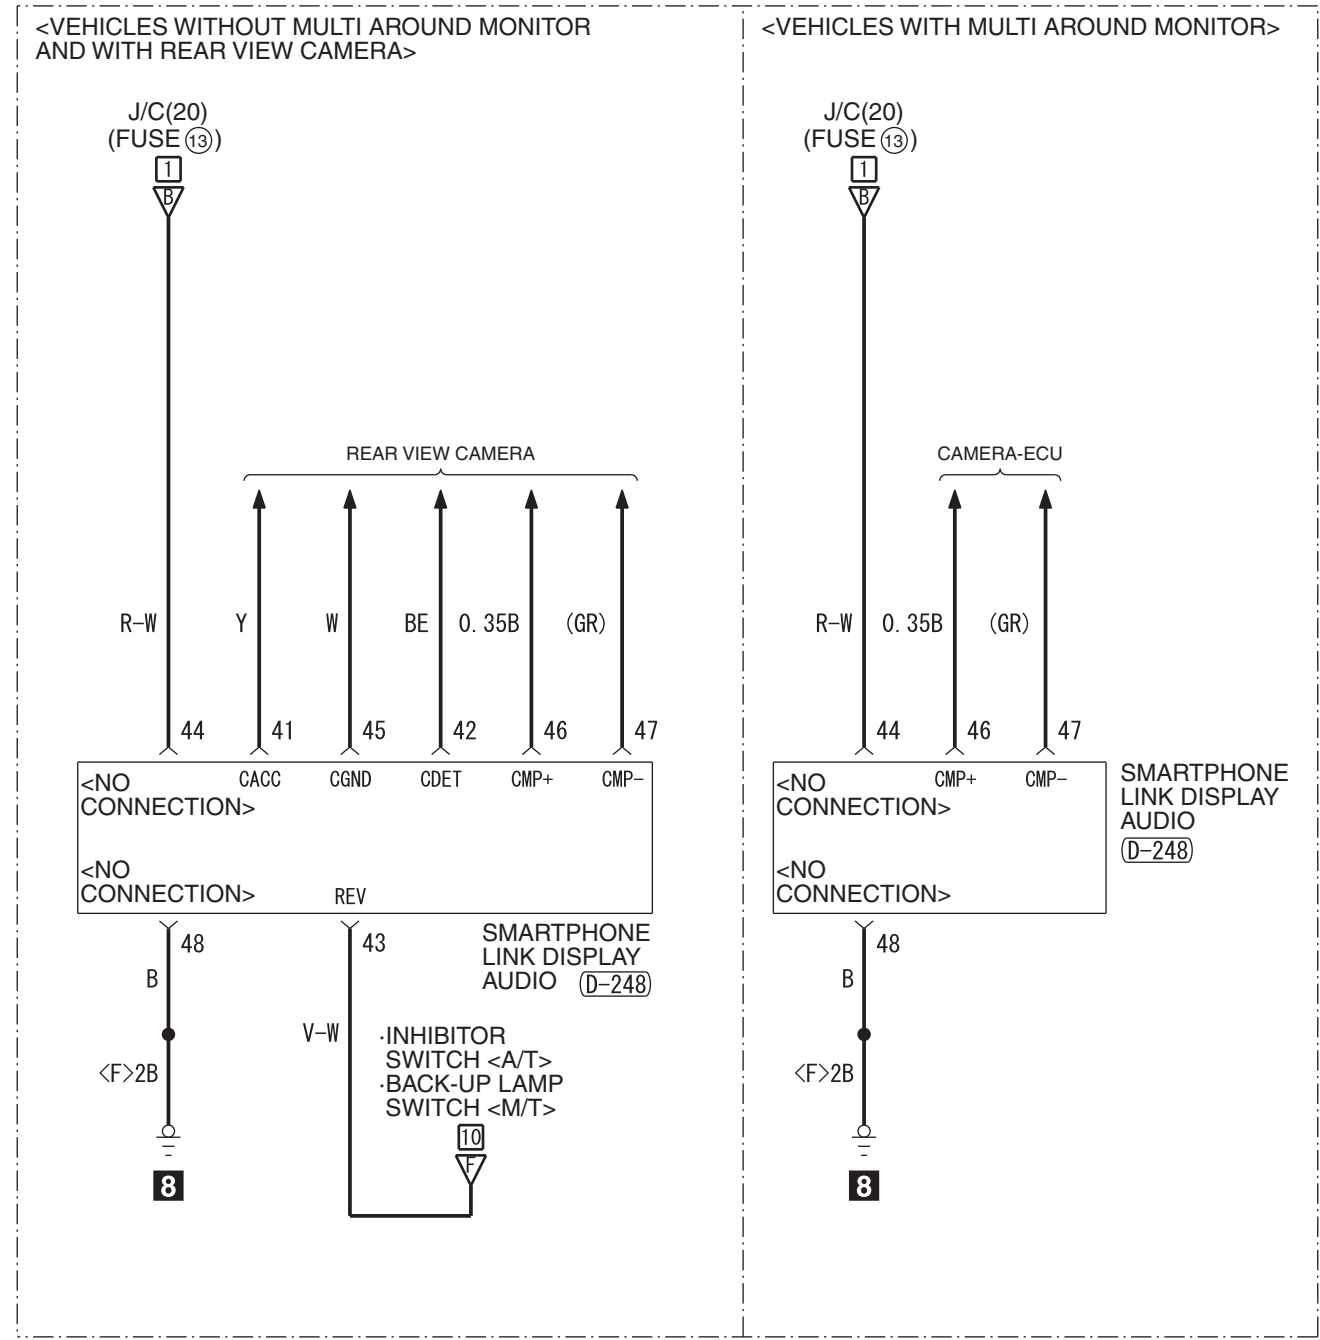 <VEHICLES WITHOUT MULTI AROUND MONITOR
AND WITH REAR VIEW CAMERA>
J/C(20)
(FUSE 13)
1
B
REAR VIEW CAMERA
R-W Y W BE 0.35B (GR)
44 41 45 42 46 47
<NO
CONNECTION>
CACC CGND CDET CMP+ CMP-
<NO
CONNECTION>
REV
48 43
SMARTPHONE
LINK DISPLAY
AUDIO D-248
B
V-W
<F>2B
·INHIBITOR
SWITCH <A/T>
·BACK-UP LAMP
SWITCH <M/T>
10
F
8
<VEHICLES WITH MULTI AROUND MONITOR>
J/C(20)
(FUSE 13)
1
B
CAMERA-ECU
R-W 0.35B (GR)
44 46 47
<NO
CONNECTION>
CMP+ CMP-
<NO
CONNECTION>
SMARTPHONE
LINK DISPLAY
AUDIO
D-248
48
B
<F>2B
8